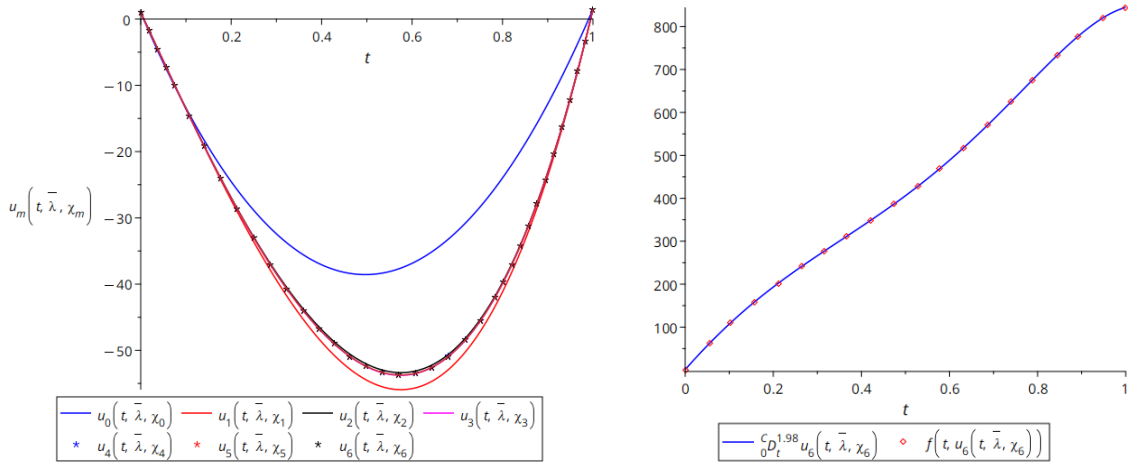 0
0.2 0.4 0.6 0.8 1
t
−10
−20
u_m(t, λ̅, χ_m)
−30
−40
−50
u_0(t, λ̅, χ_0) u_1(t, λ̅, χ_1) u_2(t, λ̅, χ_2) u_3(t, λ̅, χ_3)
u_4(t, λ̅, χ_4) u_5(t, λ̅, χ_5) u_6(t, λ̅, χ_6)
800
700
600
500
400
300
200
100
0 0.2 0.4 0.6 0.8 1
t
^C_0D_t^1.98 u_6(t, λ̅, χ_6) f(t, u_6(t, λ̅, χ_6))